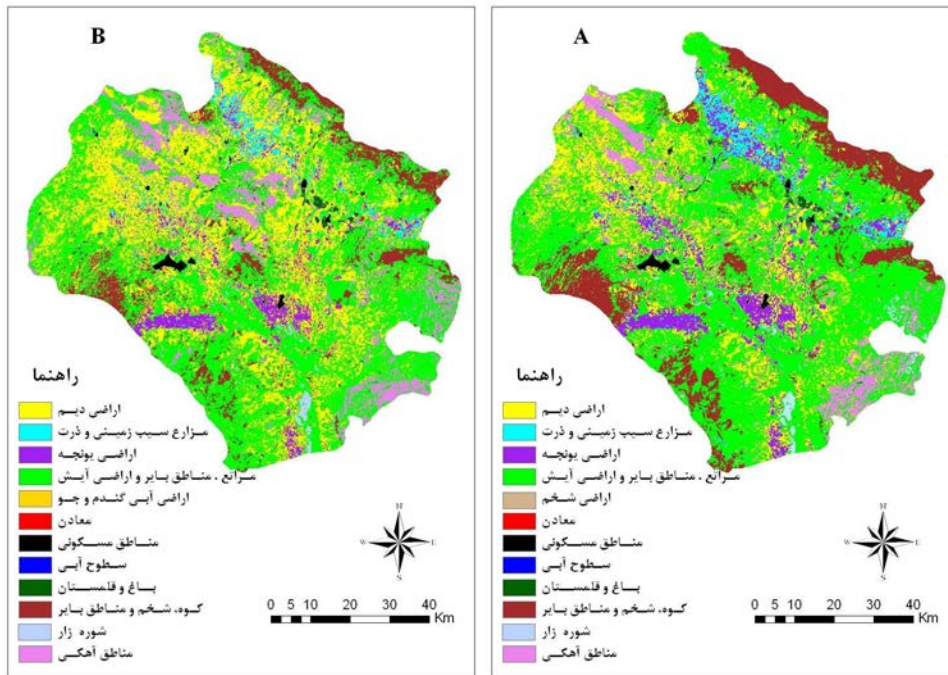 B
راهنما
اراضی دیم
مزارع سیب زمینی و ذرت
اراضی یونجه
مراتع ، مناطق بایر و اراضی آیش
اراضی آبی گندم و جو
معادن
مناطق مسکونی
سطوح آبی
باغ و قلمستان
کوه، شخم و مناطق بایر
شوره زار
مناطق آهکی
N
W E
S
0 5 10 20 30 40
Km
A
راهنما
اراضی دیم
مزارع سیب زمینی و ذرت
اراضی یونجه
مراتع ، مناطق بایر و اراضی آیش
اراضی شخم
معادن
مناطق مسکونی
سطوح آبی
باغ و قلمستان
کوه، شخم و مناطق بایر
شوره زار
مناطق آهکی
N
W E
S
0 5 10 20 30 40
Km